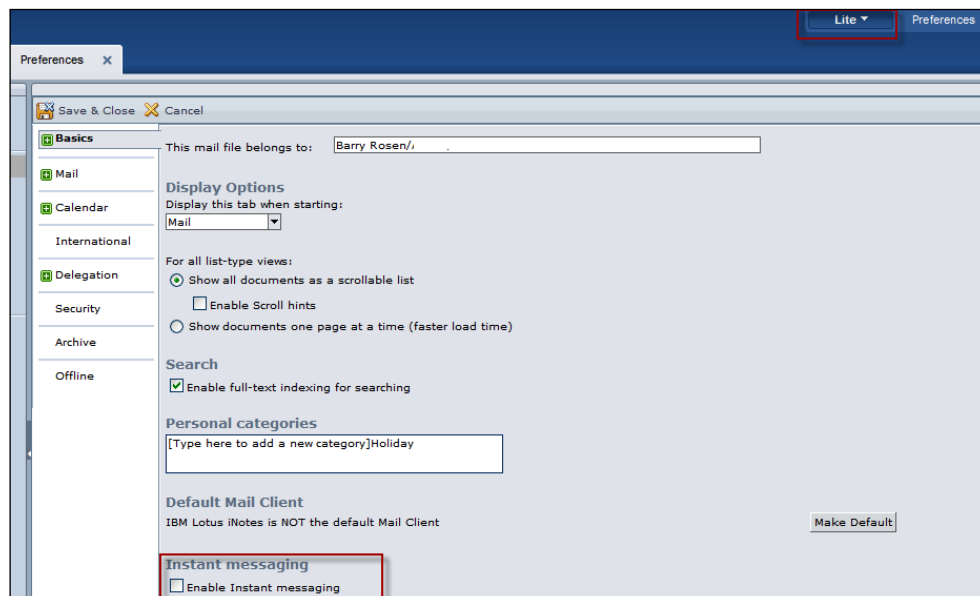 Lite Preferences
Preferences X
Save & Close Cancel
Basics
This mail file belongs to: Barry Rosen/
Mail
Display Options
Display this tab when starting:
Calendar
Mail
International
For all list-type views:
Delegation
Show all documents as a scrollable list
Security
Enable Scroll hints
Show documents one page at a time (faster load time)
Archive
Search
Offline
Enable full-text indexing for searching
Personal categories
[Type here to add a new category]Holiday
Default Mail Client
IBM Lotus iNotes is NOT the default Mail Client Make Default
Instant messaging
Enable Instant messaging